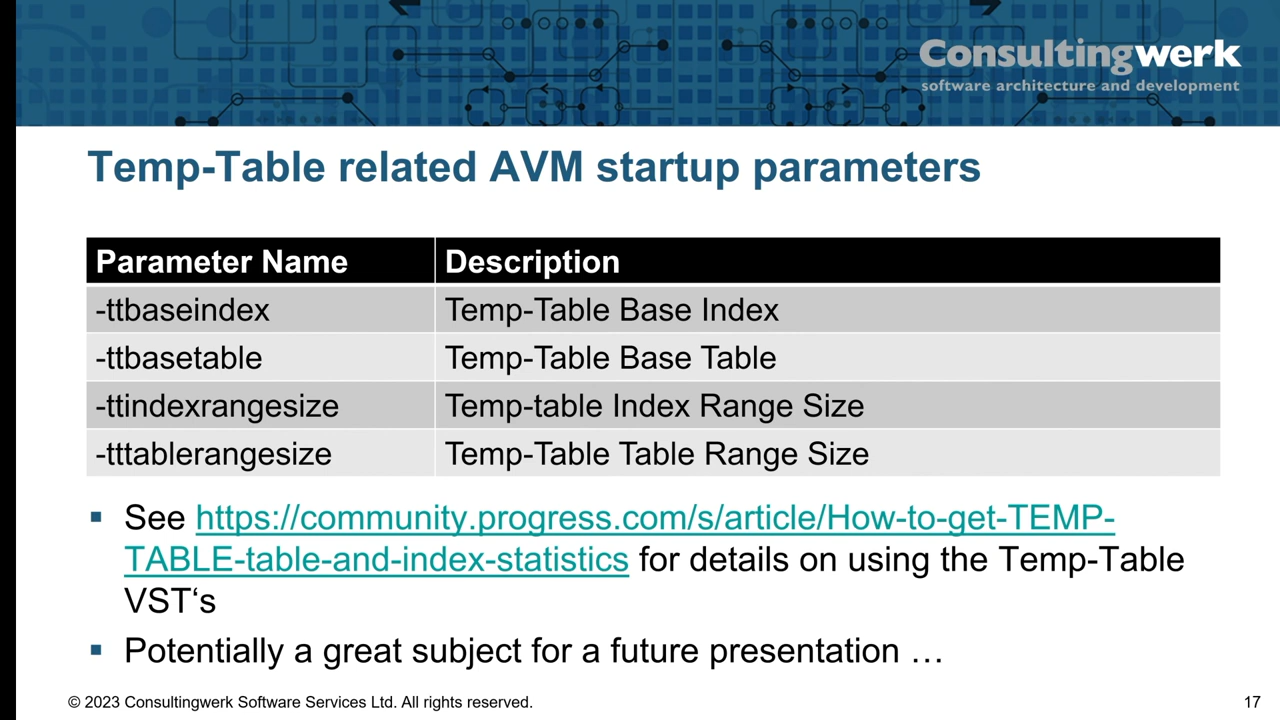 Consultingwerk
software architecture and development
Temp-Table related AVM startup parameters
Parameter Name Description
-ttbaseindex Temp-Table Base Index
-ttbasetable Temp-Table Base Table
-ttindexrangesize Temp-table Index Range Size
-tttablerangesize Temp-Table Table Range Size
▪ See https://community.progress.com/s/article/How-to-get-TEMP-
TABLE-table-and-index-statistics for details on using the Temp-Table
VST‘s
▪ Potentially a great subject for a future presentation …
© 2023 Consultingwerk Software Services Ltd. All rights reserved. 17